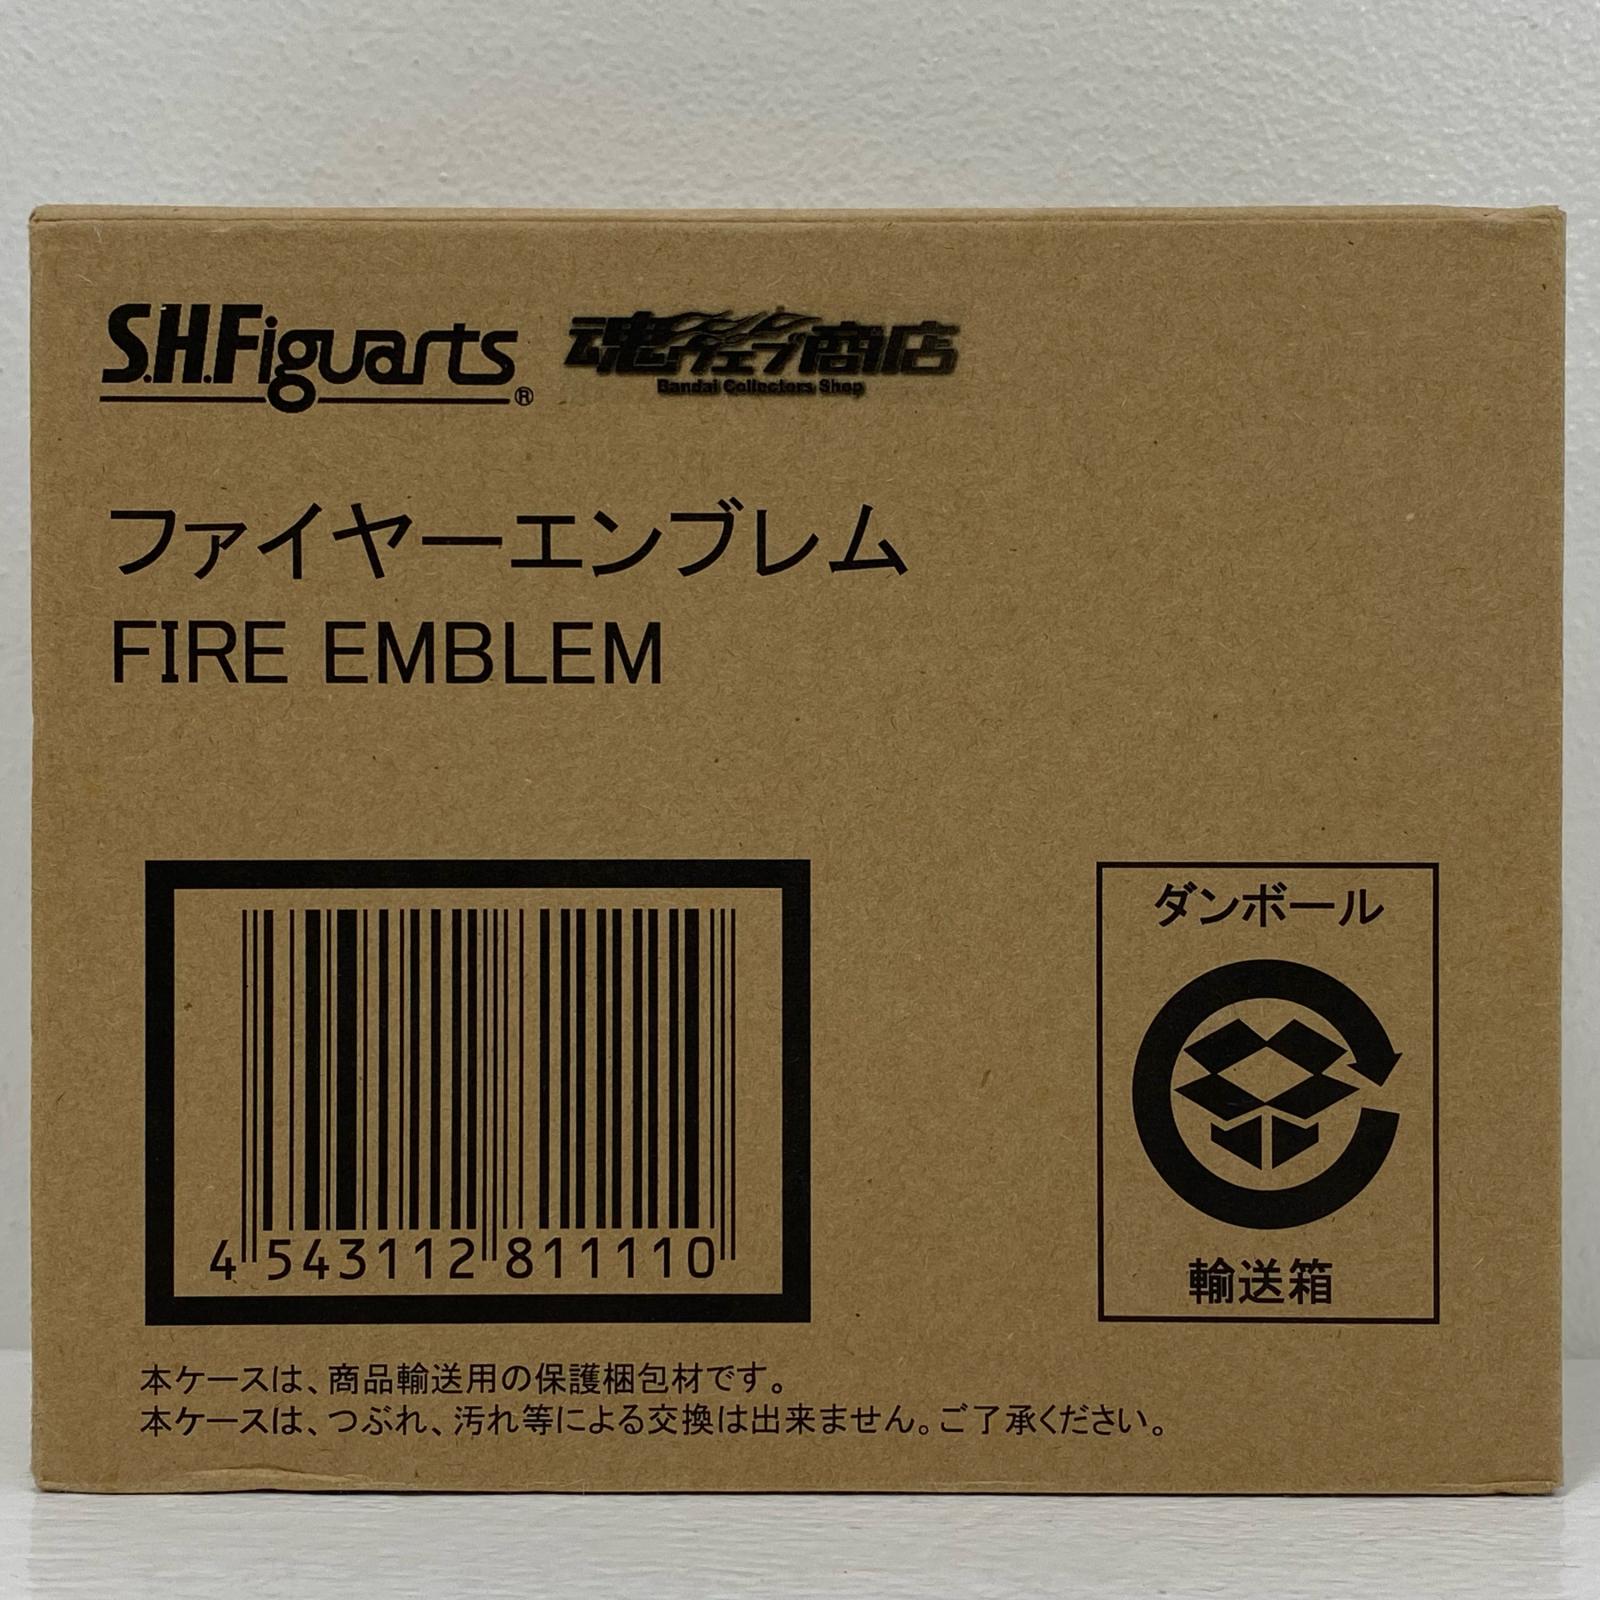 S.H.Figuarts®
魂ウェブ商店
Bandai Collectors Shop
ファイヤーエンブレム
FIRE EMBLEM
4 543112 811110
ダンボール
輸送箱
本ケースは、商品輸送用の保護梱包材です。
本ケースは、つぶれ、汚れ等による交換は出来ません。ご了承ください。